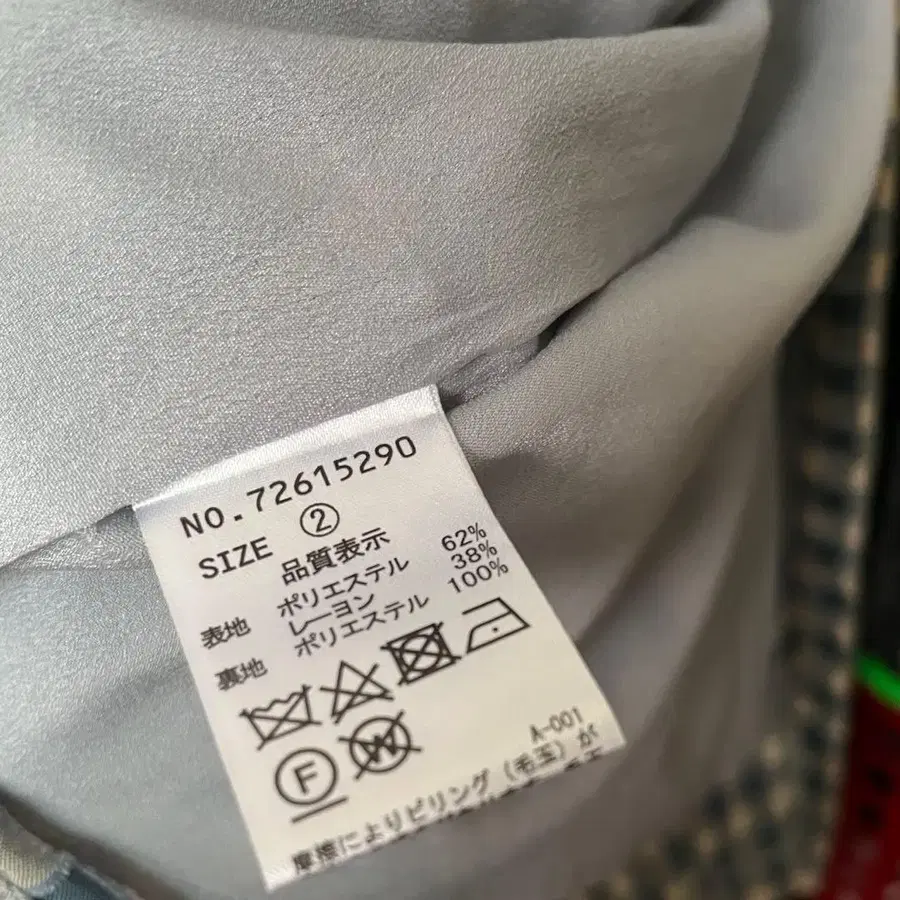 NO.72615290
SIZE ②
品質表示
表地 ポリエステル 62%
レーヨン 38%
裏地 ポリエステル 100%
F W
A-001
摩擦によりピリング(毛玉)が